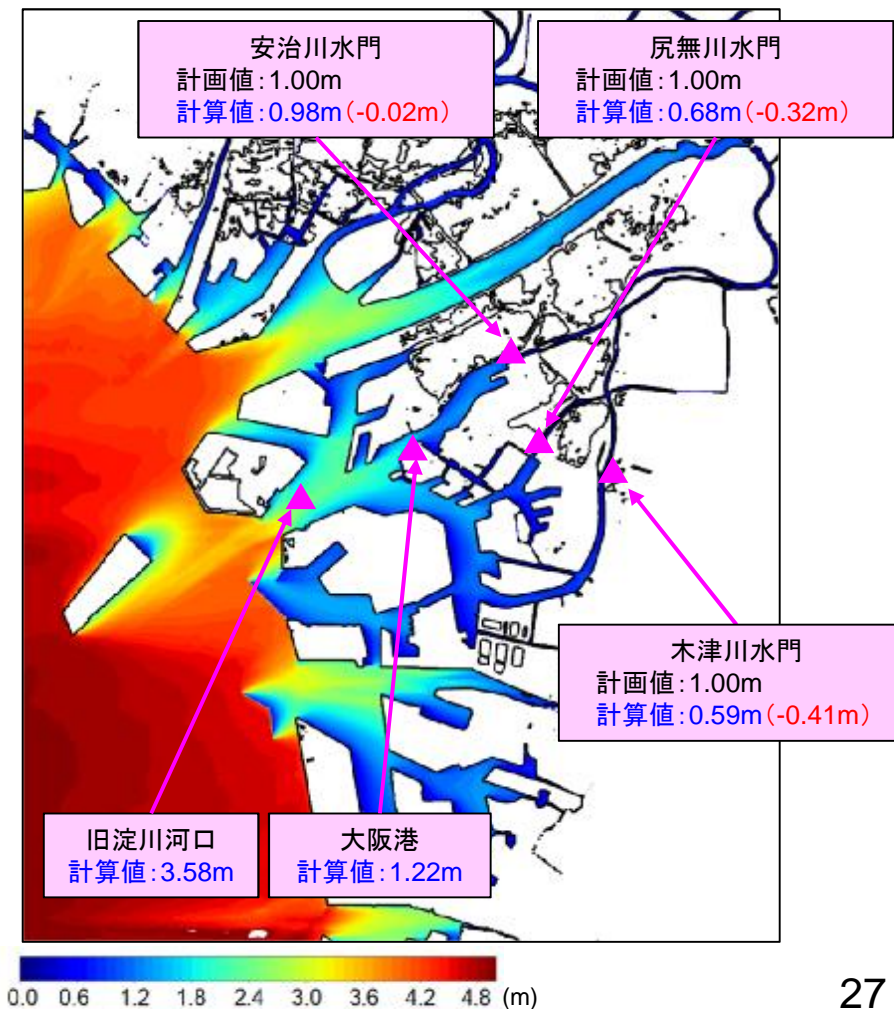 安治川水門
計画値:1.00m
計算値:0.98m(-0.02m)
尻無川水門
計画値:1.00m
計算値:0.68m(-0.32m)
木津川水門
計画値:1.00m
計算値:0.59m(-0.41m)
旧淀川河口
計算値:3.58m
大阪港
計算値:1.22m
0.0 0.6 1.2 1.8 2.4 3.0 3.6 4.2 4.8 (m)
27